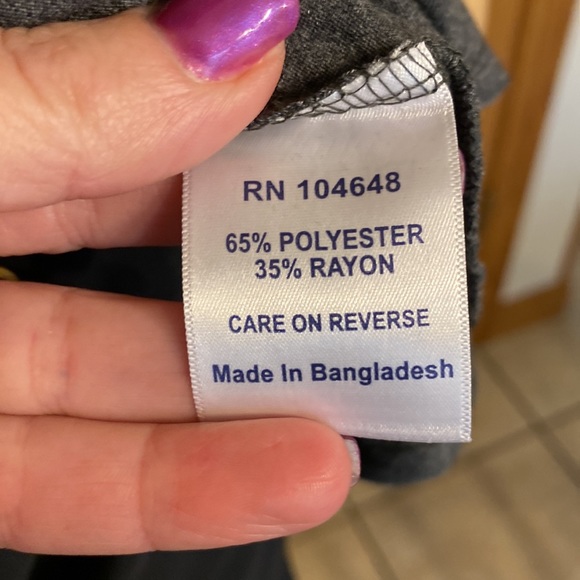 RN 104648
65% POLYESTER
35% RAYON
CARE ON REVERSE
Made In Bangladesh